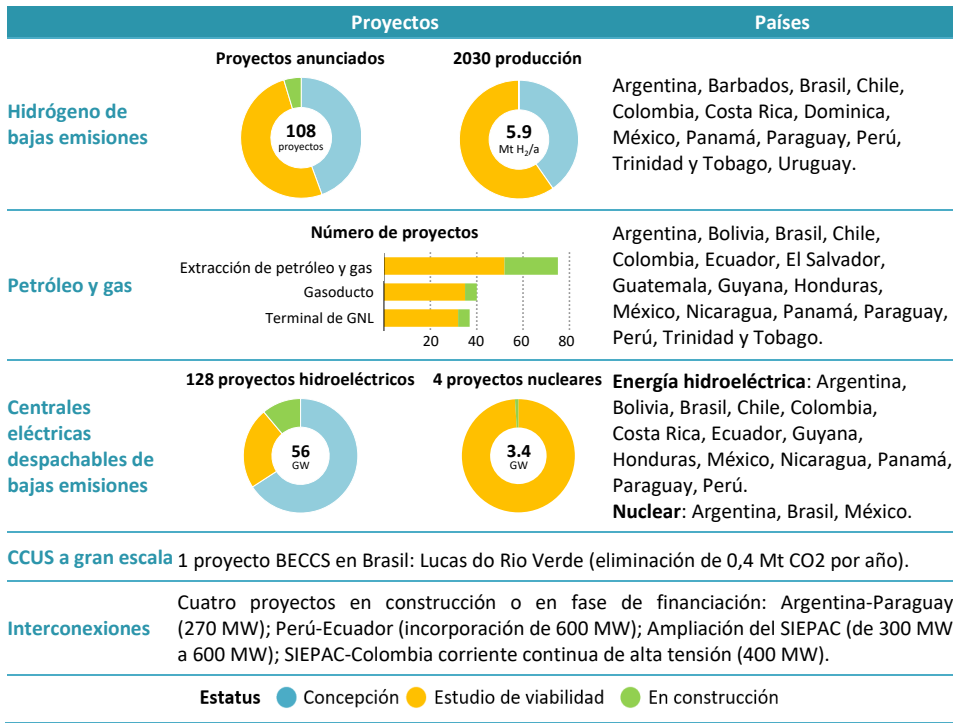 Proyectos
Países
Hidrógeno de
bajas emisiones
Proyectos anunciados
108
proyectos
2030 producción
5.9
Mt H₂/a
Argentina, Barbados, Brasil, Chile,
Colombia, Costa Rica, Dominica,
México, Panamá, Paraguay, Perú,
Trinidad y Tobago, Uruguay.
Petróleo y gas
Número de proyectos
Extracción de petróleo y gas
Gasoducto
Terminal de GNL
20 40 60 80
Argentina, Bolivia, Brasil, Chile,
Colombia, Ecuador, El Salvador,
Guatemala, Guyana, Honduras,
México, Nicaragua, Panamá, Paraguay,
Perú, Trinidad y Tobago.
Centrales
eléctricas
despachables de
bajas emisiones
128 proyectos hidroeléctricos
56
GW
4 proyectos nucleares
3.4
GW
Energía hidroeléctrica: Argentina,
Bolivia, Brasil, Chile, Colombia,
Costa Rica, Ecuador, Guyana,
Honduras, México, Nicaragua, Panamá,
Paraguay, Perú.
Nuclear: Argentina, Brasil, México.
CCUS a gran escala
1 proyecto BECCS en Brasil: Lucas do Rio Verde (eliminación de 0,4 Mt CO2 por año).
Interconexiones
Cuatro proyectos en construcción o en fase de financiación: Argentina-Paraguay
(270 MW); Perú-Ecuador (incorporación de 600 MW); Ampliación del SIEPAC (de 300 MW
a 600 MW); SIEPAC-Colombia corriente continua de alta tensión (400 MW).
Estatus Concepción Estudio de viabilidad En construcción